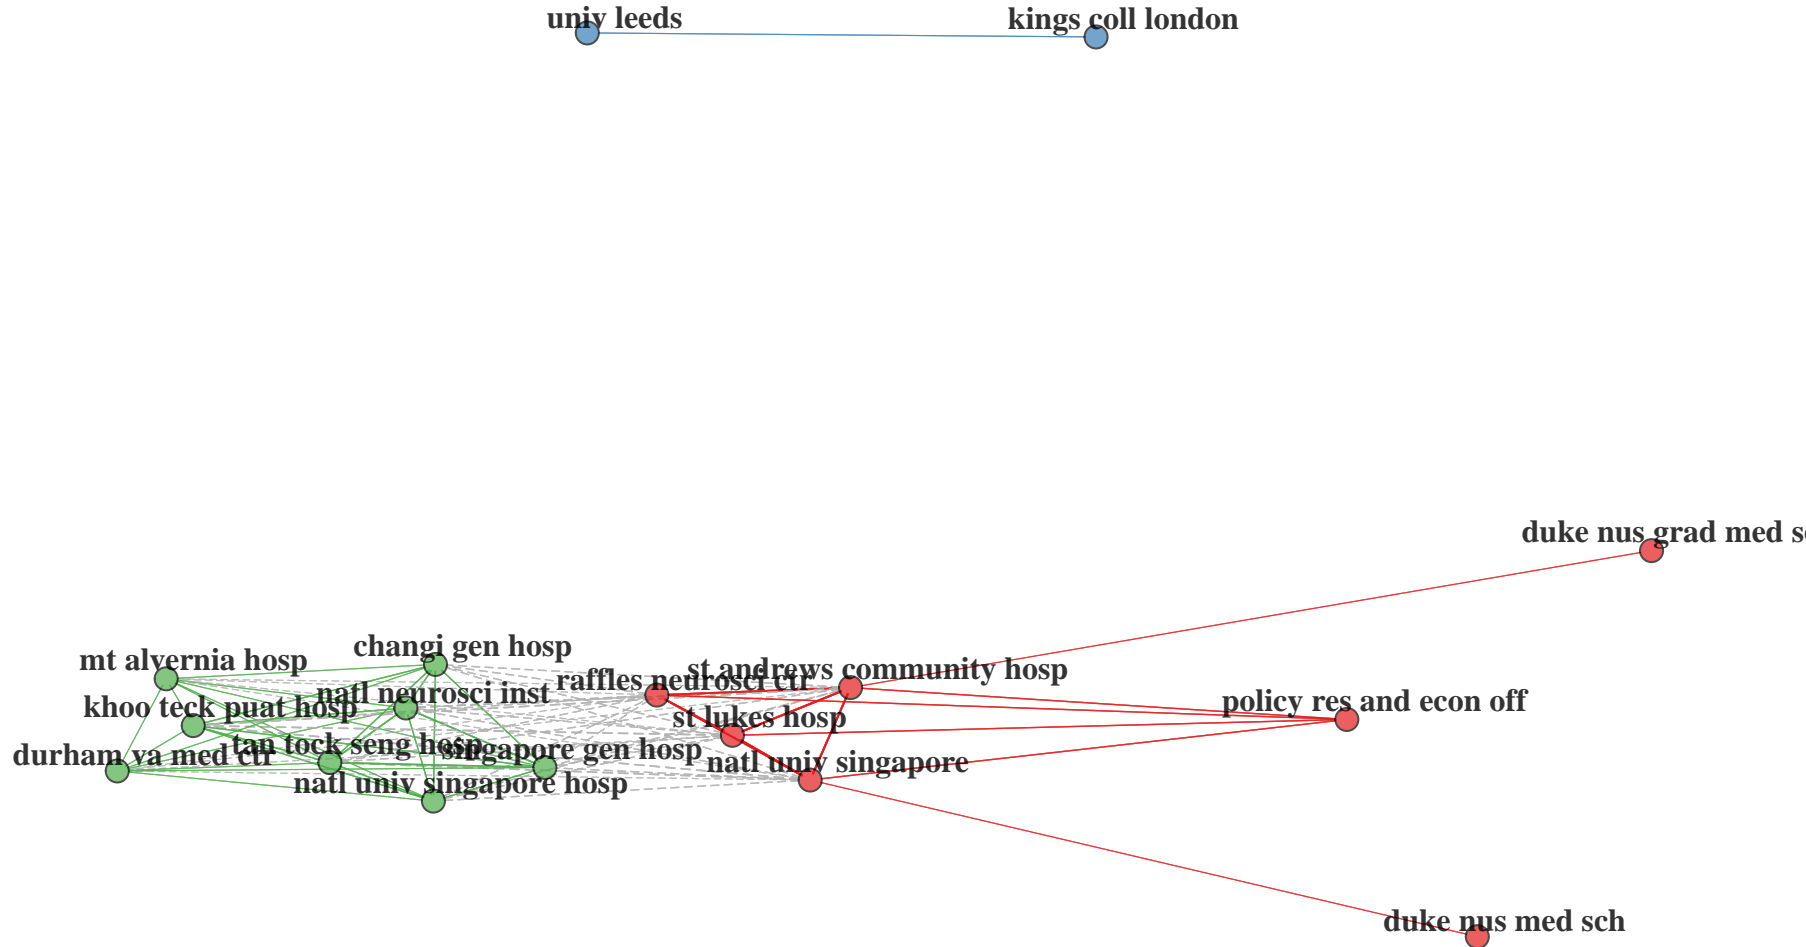 univ leeds
kings coll london
duke nus grad med
changi gen hosp
mt alvernia hosp
st andrews community hosp
raffles neurosci ctr
natl neurosci inst
policy res and econ off
khoo teck puat hosp
st lukes hosp
tan tock seng hosp
singapore gen hosp
durham va med ctr
natl univ singapore
natl univ singapore hosp
duke nus med sch